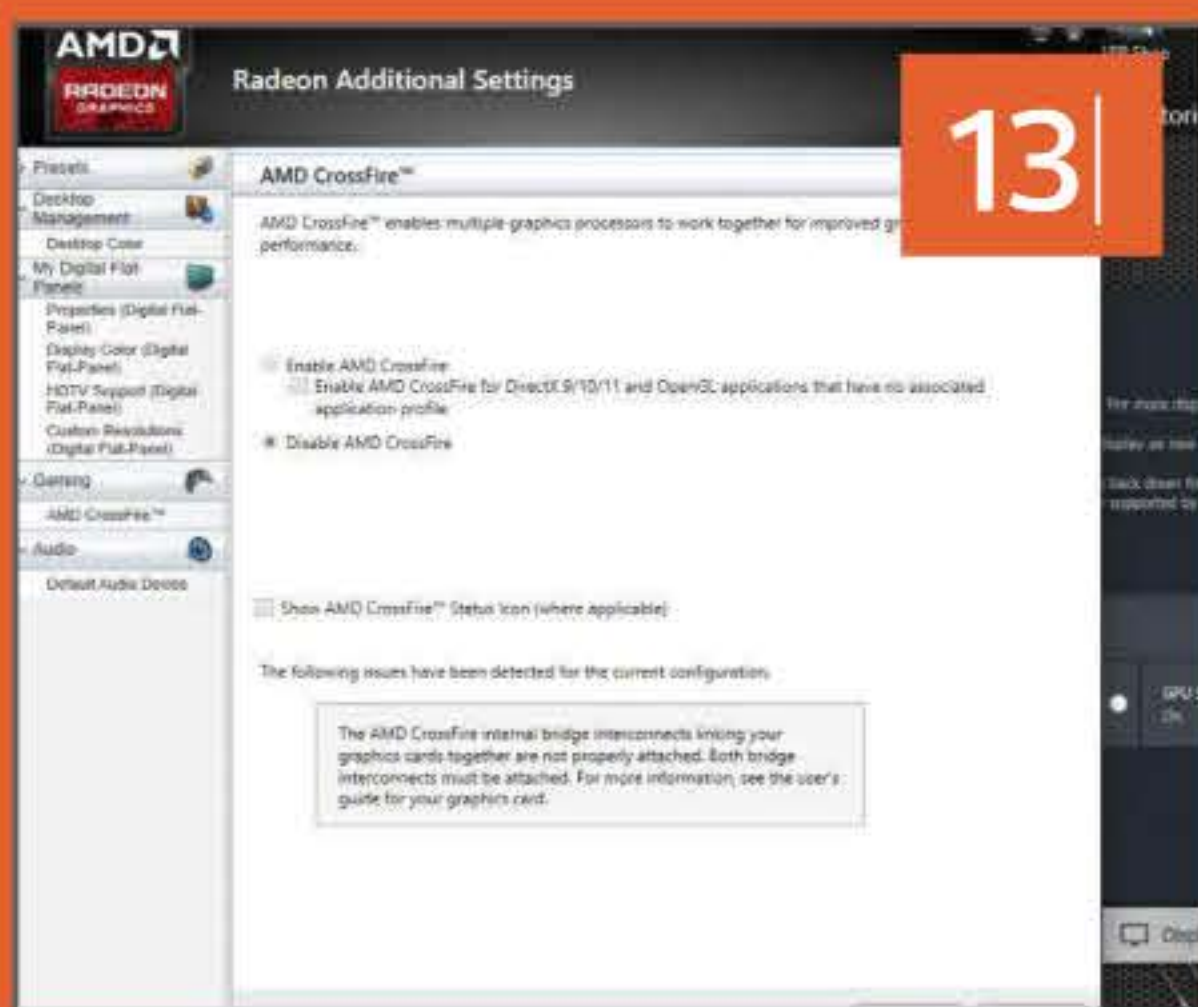 AMD
RADEON
GRAPHICS
Radeon Additional Settings
13
Presets
Desktop
Management
Desktop Color
My Digital Flat-
Panels
Properties (Digital Flat-
Panel)
Display Color (Digital
Flat-Panel)
HDTV Support (Digital
Flat-Panel)
Custom Resolutions
(Digital Flat-Panel)
Gaming
AMD CrossFire™
Audio
Default Audio Device
AMD CrossFire™
AMD CrossFire™ enables multiple graphics processors to work together for improved
performance.
Enable AMD CrossFire
Enable AMD CrossFire for DirectX 9/10/11 and OpenGL applications that have no associated
application profile
Disable AMD CrossFire
Show AMD CrossFire™ Status Icon (where applicable)
The following issues have been detected for the current configuration.
The AMD CrossFire internal bridge interconnects linking your
graphics cards together are not properly attached. Both bridge
interconnects must be attached. For more information, see the user's
guide for your graphics card.
GPU
On